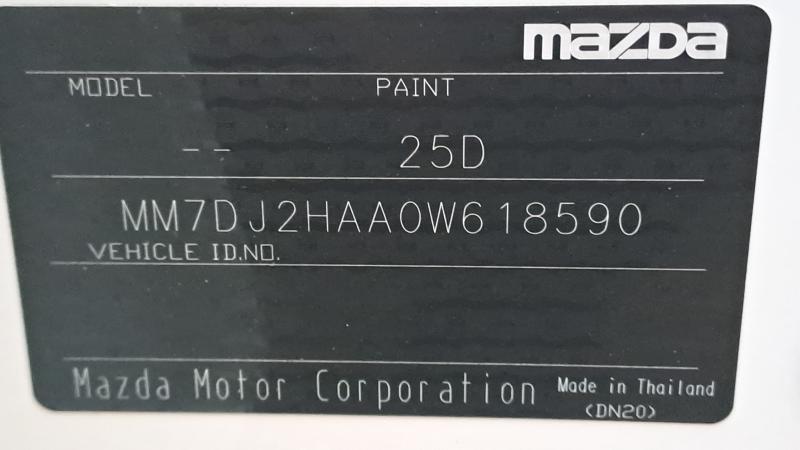 mazda
MODEL PAINT
-- 25D
MM7DJ2HAA0W618590
VEHICLE ID.NO.
Mazda Motor Corporation Made in Thailand
(DN20)